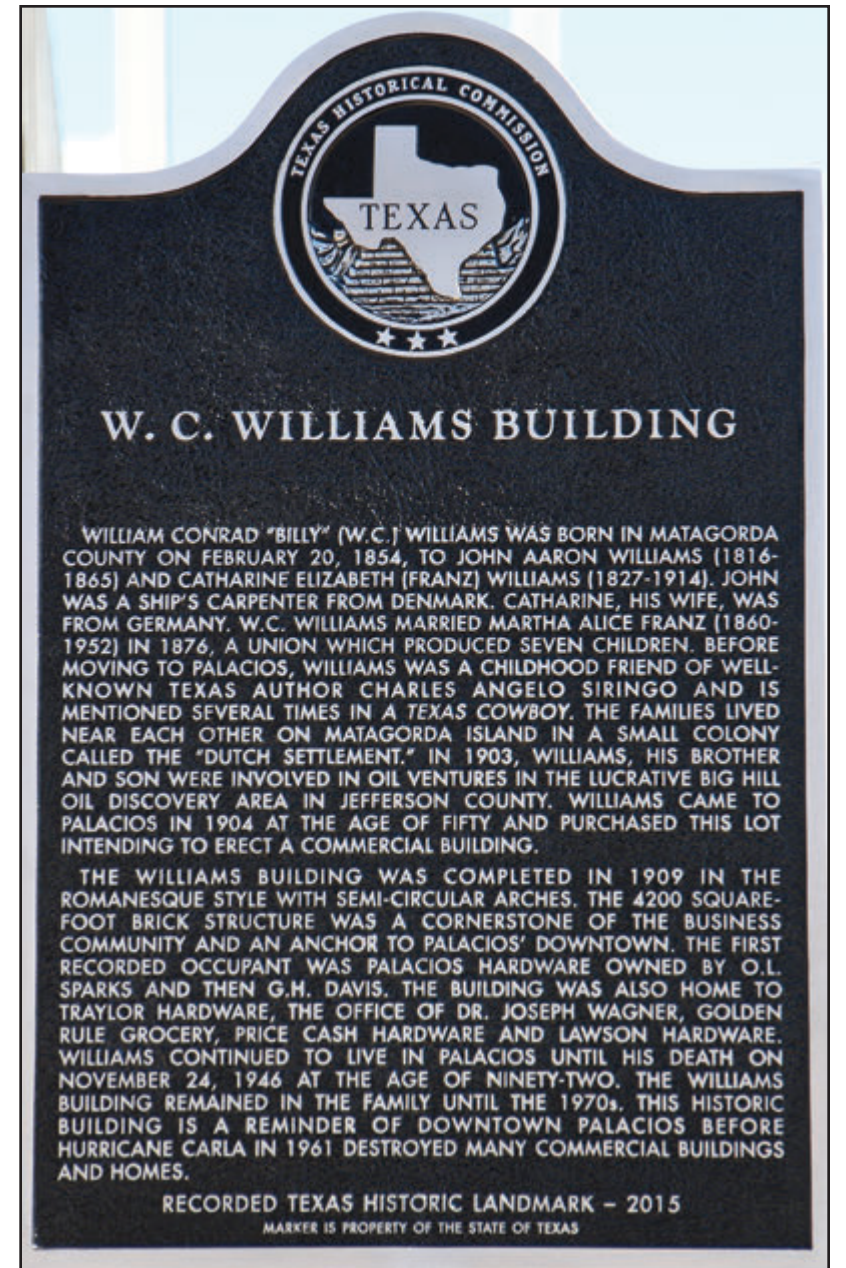 TEXAS HISTORICAL COMMISSION
TEXAS
W. C. WILLIAMS BUILDING
WILLIAM CONRAD "BILLY" (W.C.) WILLIAMS WAS BORN IN MATAGORDA
COUNTY ON FEBRUARY 20, 1854, TO JOHN AARON WILLIAMS (1816-
1865) AND CATHARINE ELIZABETH (FRANZ) WILLIAMS (1827-1914). JOHN
WAS A SHIP'S CARPENTER FROM DENMARK. CATHARINE, HIS WIFE, WAS
FROM GERMANY. W.C. WILLIAMS MARRIED MARTHA ALICE FRANZ (1860-
1952) IN 1876, A UNION WHICH PRODUCED SEVEN CHILDREN. BEFORE
MOVING TO PALACIOS, WILLIAMS WAS A CHILDHOOD FRIEND OF WELL-
KNOWN TEXAS AUTHOR CHARLES ANGELO SIRINGO AND IS
MENTIONED SEVERAL TIMES IN A TEXAS COWBOY. THE FAMILIES LIVED
NEAR EACH OTHER ON MATAGORDA ISLAND IN A SMALL COLONY
CALLED THE "DUTCH SETTLEMENT." IN 1903, WILLIAMS, HIS BROTHER
AND SON WERE INVOLVED IN OIL VENTURES IN THE LUCRATIVE BIG HILL
OIL DISCOVERY AREA IN JEFFERSON COUNTY. WILLIAMS CAME TO
PALACIOS IN 1904 AT THE AGE OF FIFTY AND PURCHASED THIS LOT
INTENDING TO ERECT A COMMERCIAL BUILDING.
THE WILLIAMS BUILDING WAS COMPLETED IN 1909 IN THE
ROMANESQUE STYLE WITH SEMI-CIRCULAR ARCHES. THE 4200 SQUARE-
FOOT BRICK STRUCTURE WAS A CORNERSTONE OF THE BUSINESS
COMMUNITY AND AN ANCHOR TO PALACIOS' DOWNTOWN. THE FIRST
RECORDED OCCUPANT WAS PALACIOS HARDWARE OWNED BY O.L.
SPARKS AND THEN G.H. DAVIS. THE BUILDING WAS ALSO HOME TO
TRAYLOR HARDWARE, THE OFFICE OF DR. JOSEPH WAGNER, GOLDEN
RULE GROCERY, PRICE CASH HARDWARE AND LAWSON HARDWARE.
WILLIAMS CONTINUED TO LIVE IN PALACIOS UNTIL HIS DEATH ON
NOVEMBER 24, 1946 AT THE AGE OF NINETY-TWO. THE WILLIAMS
BUILDING REMAINED IN THE FAMILY UNTIL THE 1970s. THIS HISTORIC
BUILDING IS A REMINDER OF DOWNTOWN PALACIOS BEFORE
HURRICANE CARLA IN 1961 DESTROYED MANY COMMERCIAL BUILDINGS
AND HOMES.
RECORDED TEXAS HISTORIC LANDMARK – 2015
MARKER IS PROPERTY OF THE STATE OF TEXAS